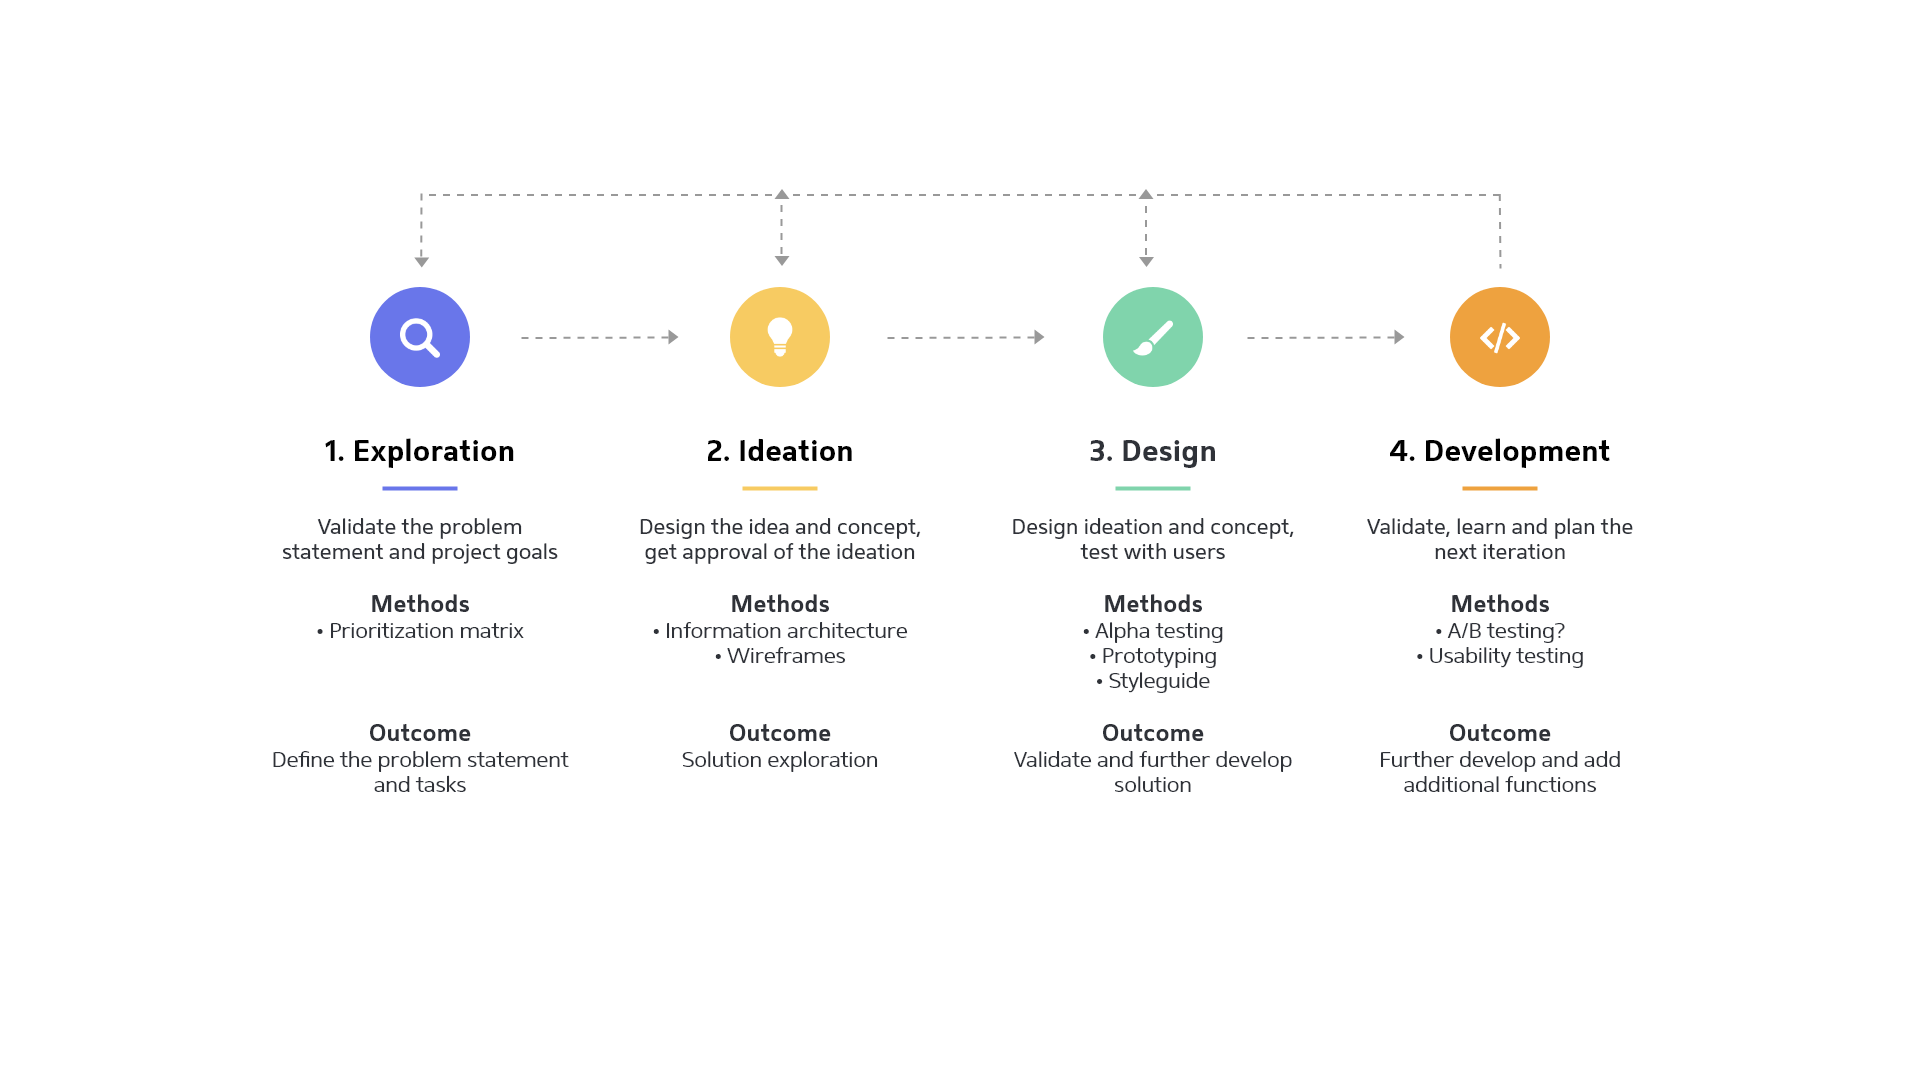 1. Exploration
Validate the problem
statement and project goals
Methods
• Prioritization matrix
Outcome
Define the problem statement
and tasks
2. Ideation
Design the idea and concept,
get approval of the ideation
Methods
• Information architecture
• Wireframes
Outcome
Solution exploration
3. Design
Design ideation and concept,
test with users
Methods
• Alpha testing
• Prototyping
• Styleguide
Outcome
Validate and further develop
solution
4. Development
Validate, learn and plan the
next iteration
Methods
• A/B testing?
• Usability testing
Outcome
Further develop and add
additional functions